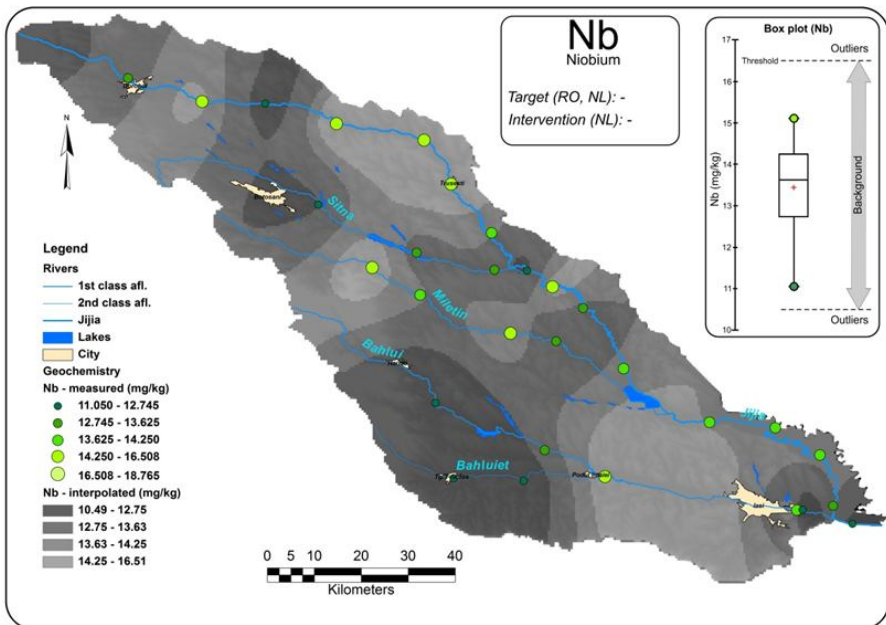 Nb
Niobium
Target (RO, NL): -
Intervention (NL): -
Box plot (Nb)
Outliers
Threshold
Background
Nb (mg/kg)
17
16
15
14
13
12
11
10
Outliers
N
Truşeşti
Sitna
Miletin
Bahlui
Bahluiet
Jijia
Iasi
Legend
Rivers
1st class afl.
2nd class afl.
Jijia
Lakes
City
Geochemistry
Nb - measured (mg/kg)
11.050 - 12.745
12.745 - 13.625
13.625 - 14.250
14.250 - 16.508
16.508 - 18.765
Nb - interpolated (mg/kg)
10.49 - 12.75
12.75 - 13.63
13.63 - 14.25
14.25 - 16.51
0 5 10 20 30 40
Kilometers